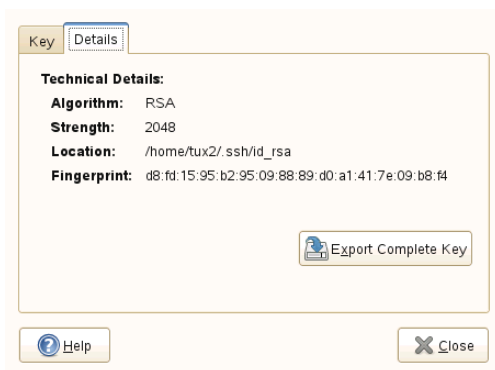 Key Details
Technical Details:
Algorithm: RSA
Strength: 2048
Location: /home/tux2/.ssh/id_rsa
Fingerprint: d8:fd:15:95:b2:95:09:88:89:d0:a1:41:7e:09:b8:f4
Export Complete Key
Help Close